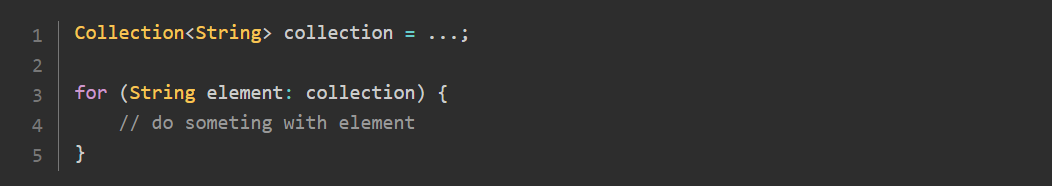 1 Collection<String> collection = ...;
2
3 for (String element: collection) {
4     // do someting with element
5 }